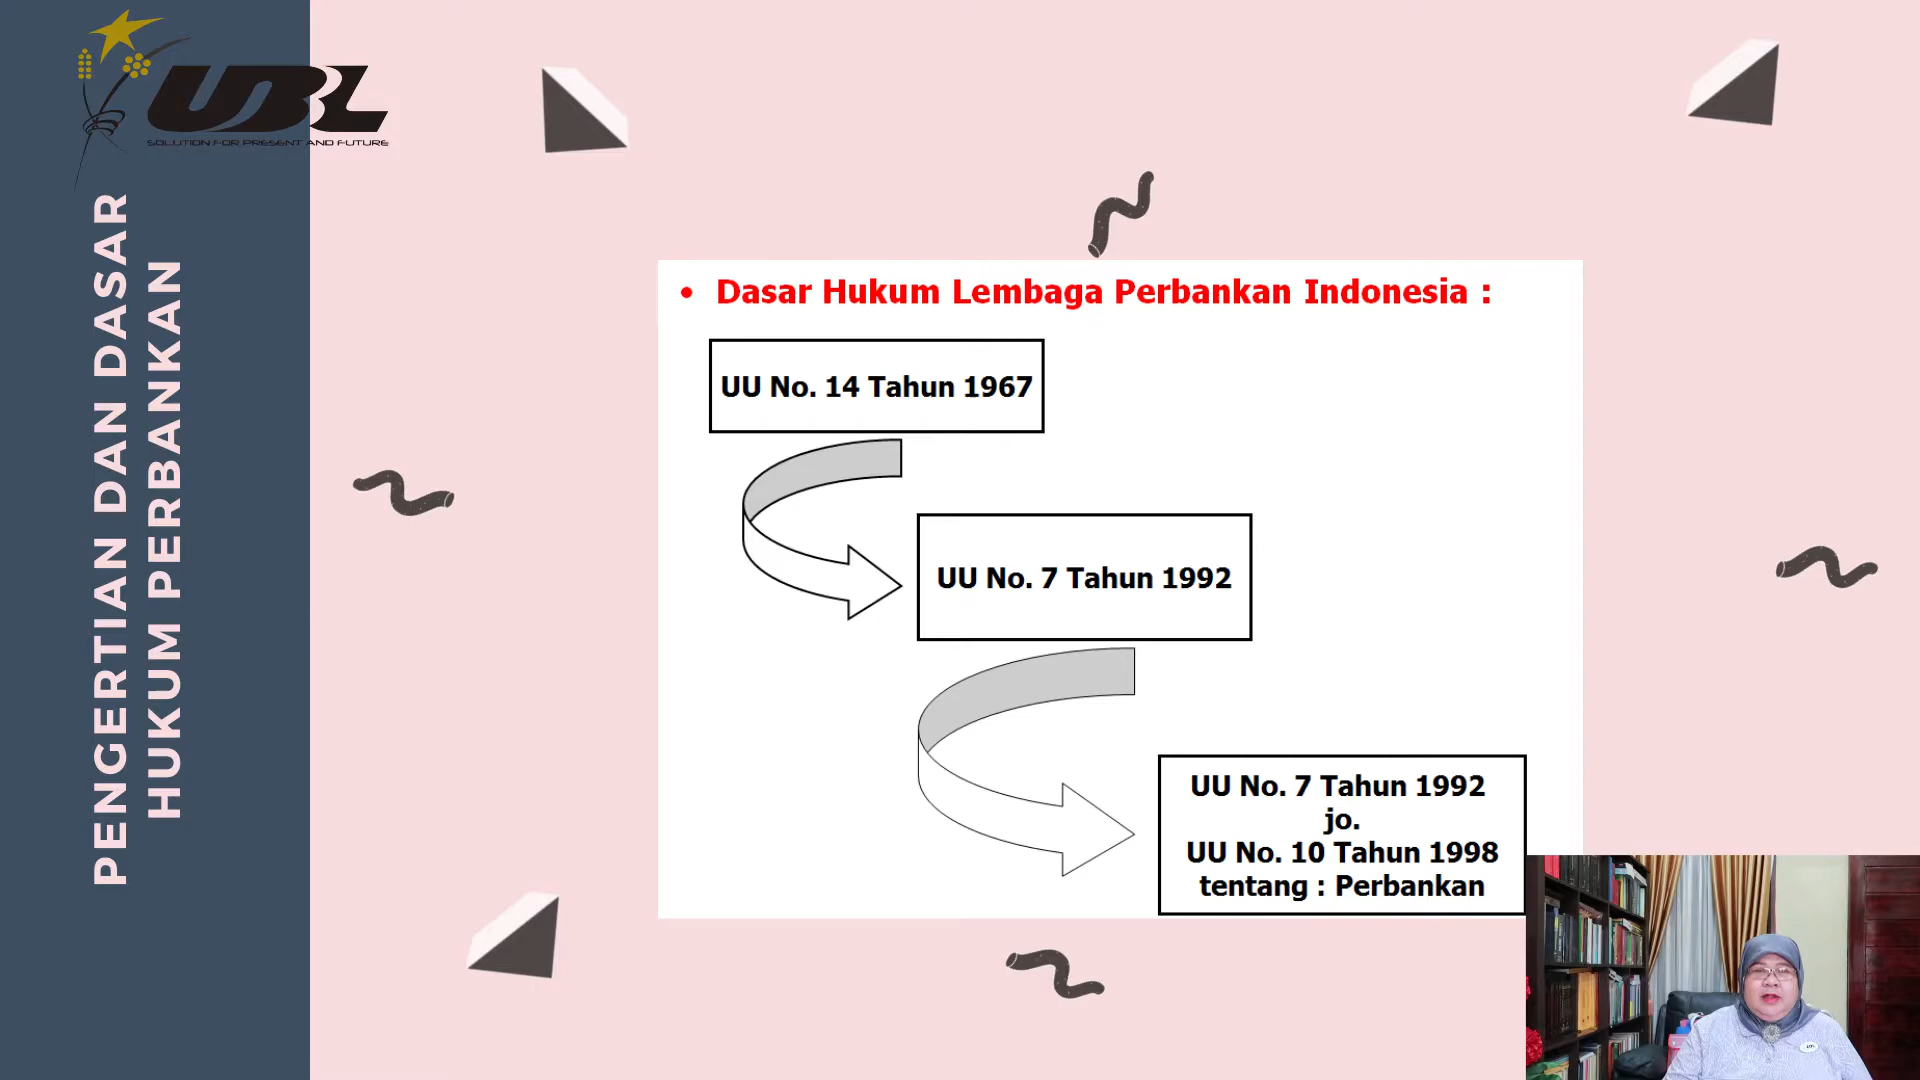 UBL
SOLUTION FOR PRESENT AND FUTURE
PENGERTIAN DAN DASAR
HUKUM PERBANKAN
• Dasar Hukum Lembaga Perbankan Indonesia :
UU No. 14 Tahun 1967
UU No. 7 Tahun 1992
UU No. 7 Tahun 1992
jo.
UU No. 10 Tahun 1998
tentang : Perbankan